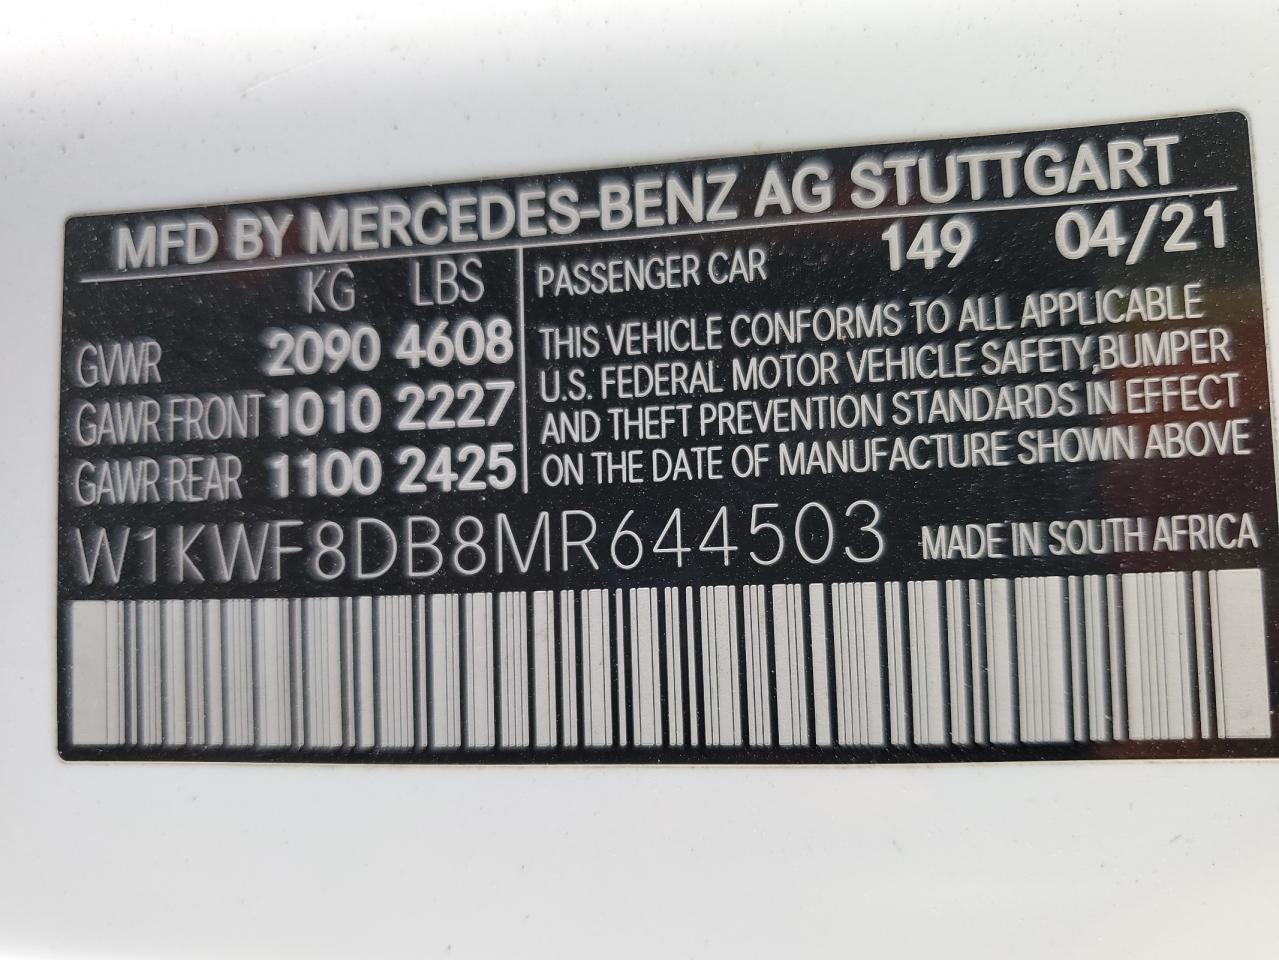 MFD BY MERCEDES-BENZ AG STUTTGART
KG LBS
GVWR 2090 4608
GAWR FRONT 1010 2227
GAWR REAR 1100 2425
PASSENGER CAR 149 04/21
THIS VEHICLE CONFORMS TO ALL APPLICABLE
U.S. FEDERAL MOTOR VEHICLE SAFETY,BUMPER
AND THEFT PREVENTION STANDARDS IN EFFECT
ON THE DATE OF MANUFACTURE SHOWN ABOVE
W1KWF8DB8MR644503 MADE IN SOUTH AFRICA